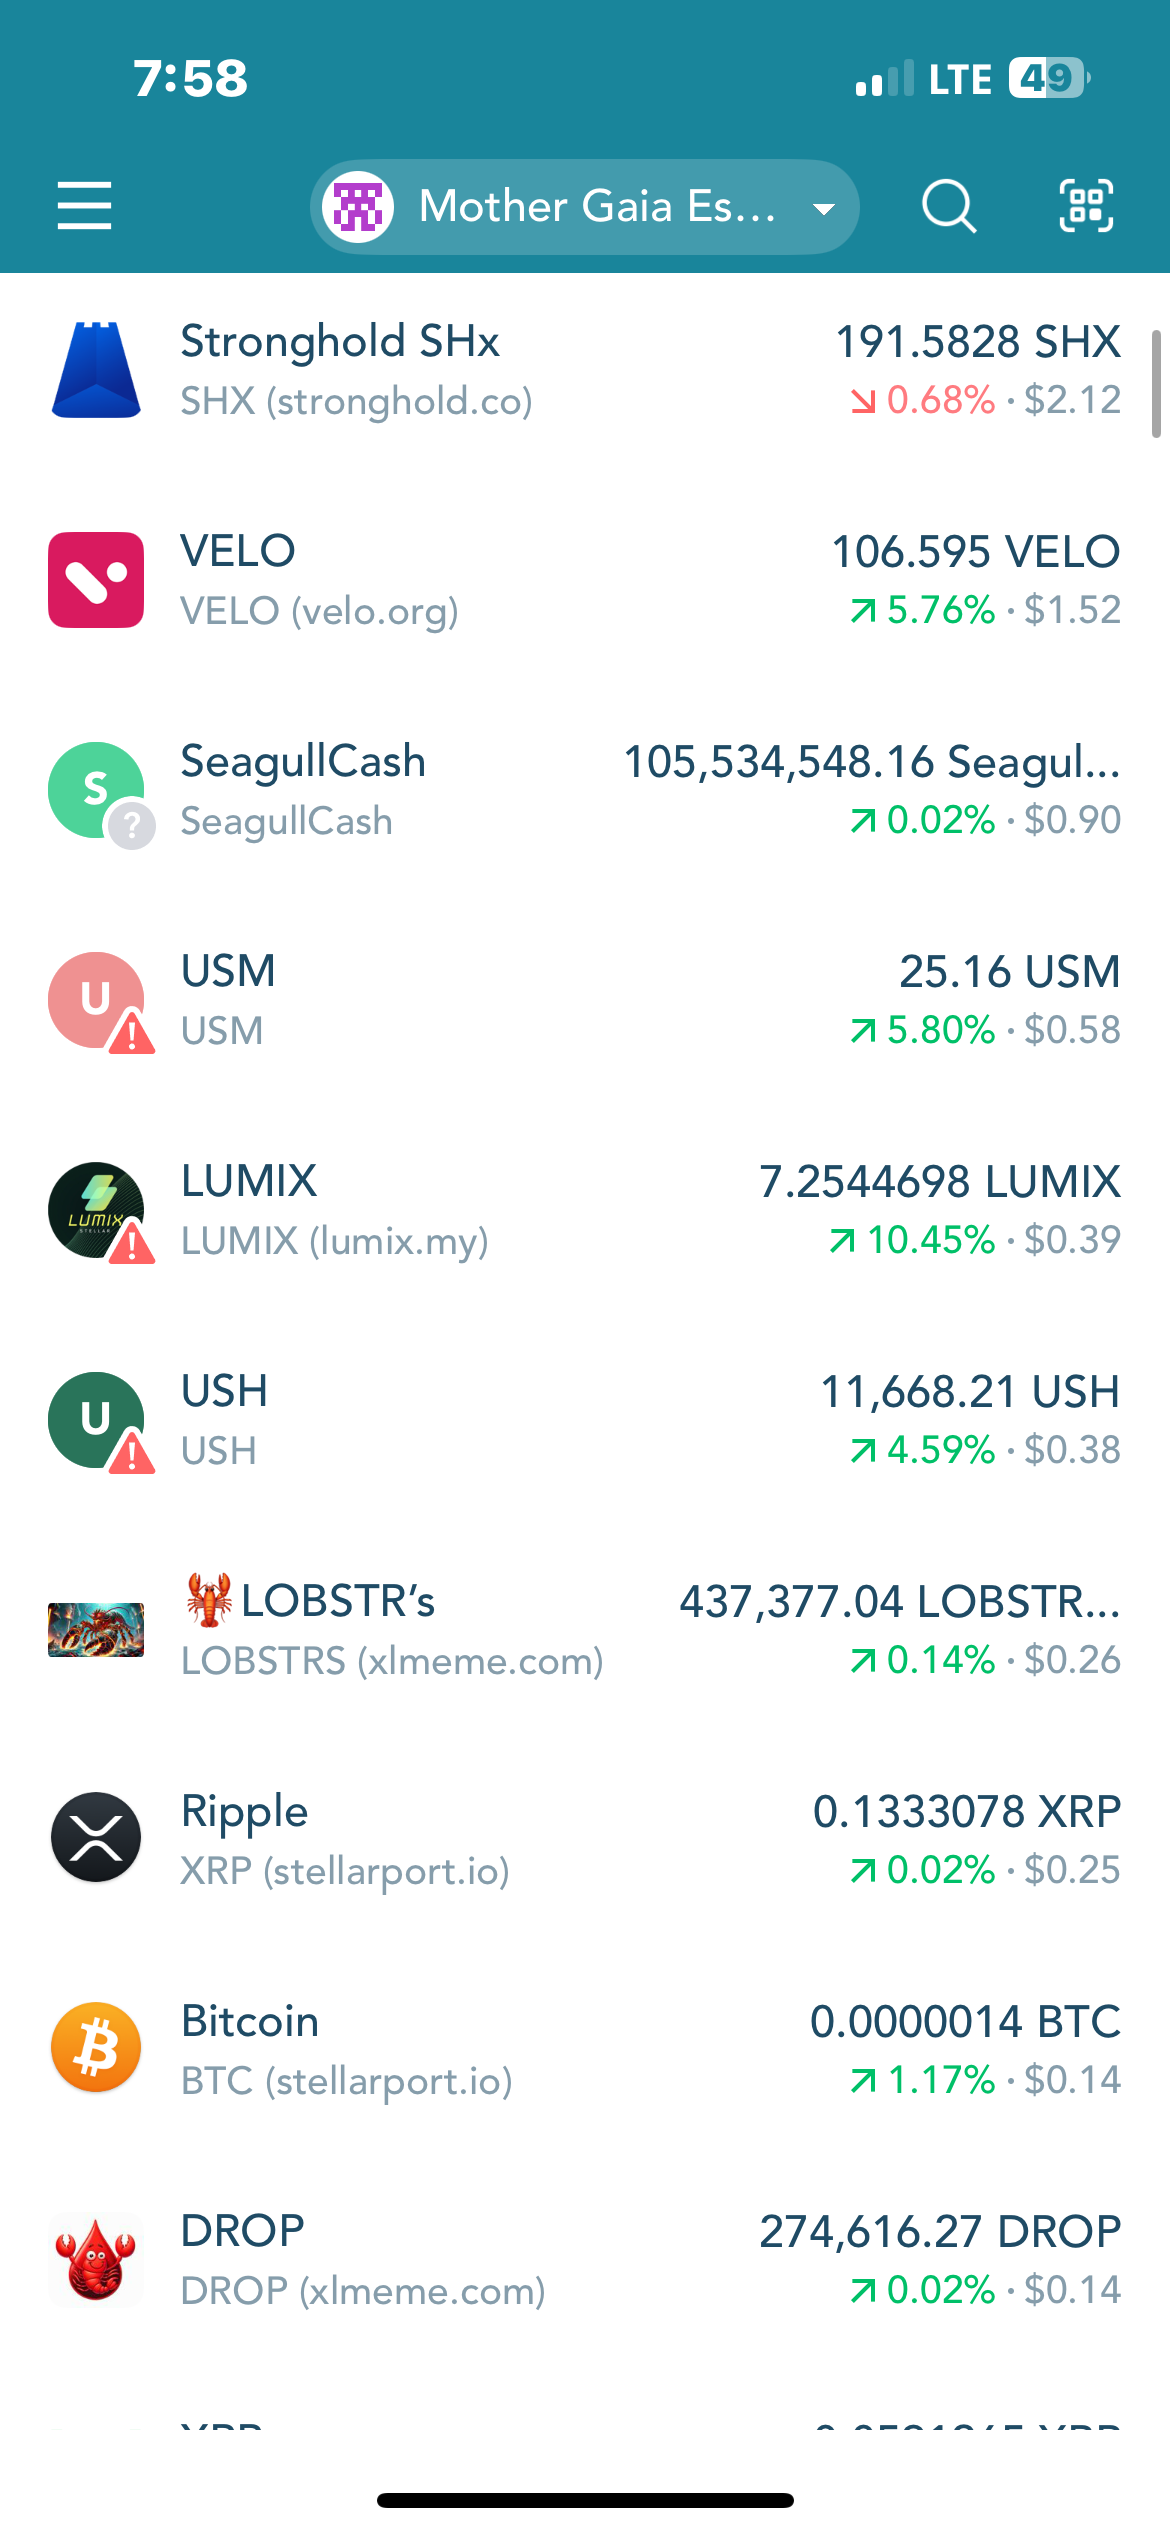 7:58
LTE 49
Mother Gaia Es...
Stronghold SHx
191.5828 SHX
SHX (stronghold.co)
0.68% · $2.12
VELO
106.595 VELO
VELO (velo.org)
5.76% · $1.52
S
?
SeagullCash
105,534,548.16 Seagul...
SeagullCash
0.02% · $0.90
U
USM
25.16 USM
USM
5.80% · $0.58
LUMIX
STELLAR
LUMIX
7.2544698 LUMIX
LUMIX (lumix.my)
10.45% · $0.39
U
USH
11,668.21 USH
USH
4.59% · $0.38
🦞LOBSTR’s
437,377.04 LOBSTR...
LOBSTRS (xlmeme.com)
0.14% · $0.26
Ripple
0.1333078 XRP
XRP (stellarport.io)
0.02% · $0.25
Bitcoin
0.0000014 BTC
BTC (stellarport.io)
1.17% · $0.14
DROP
274,616.27 DROP
DROP (xlmeme.com)
0.02% · $0.14